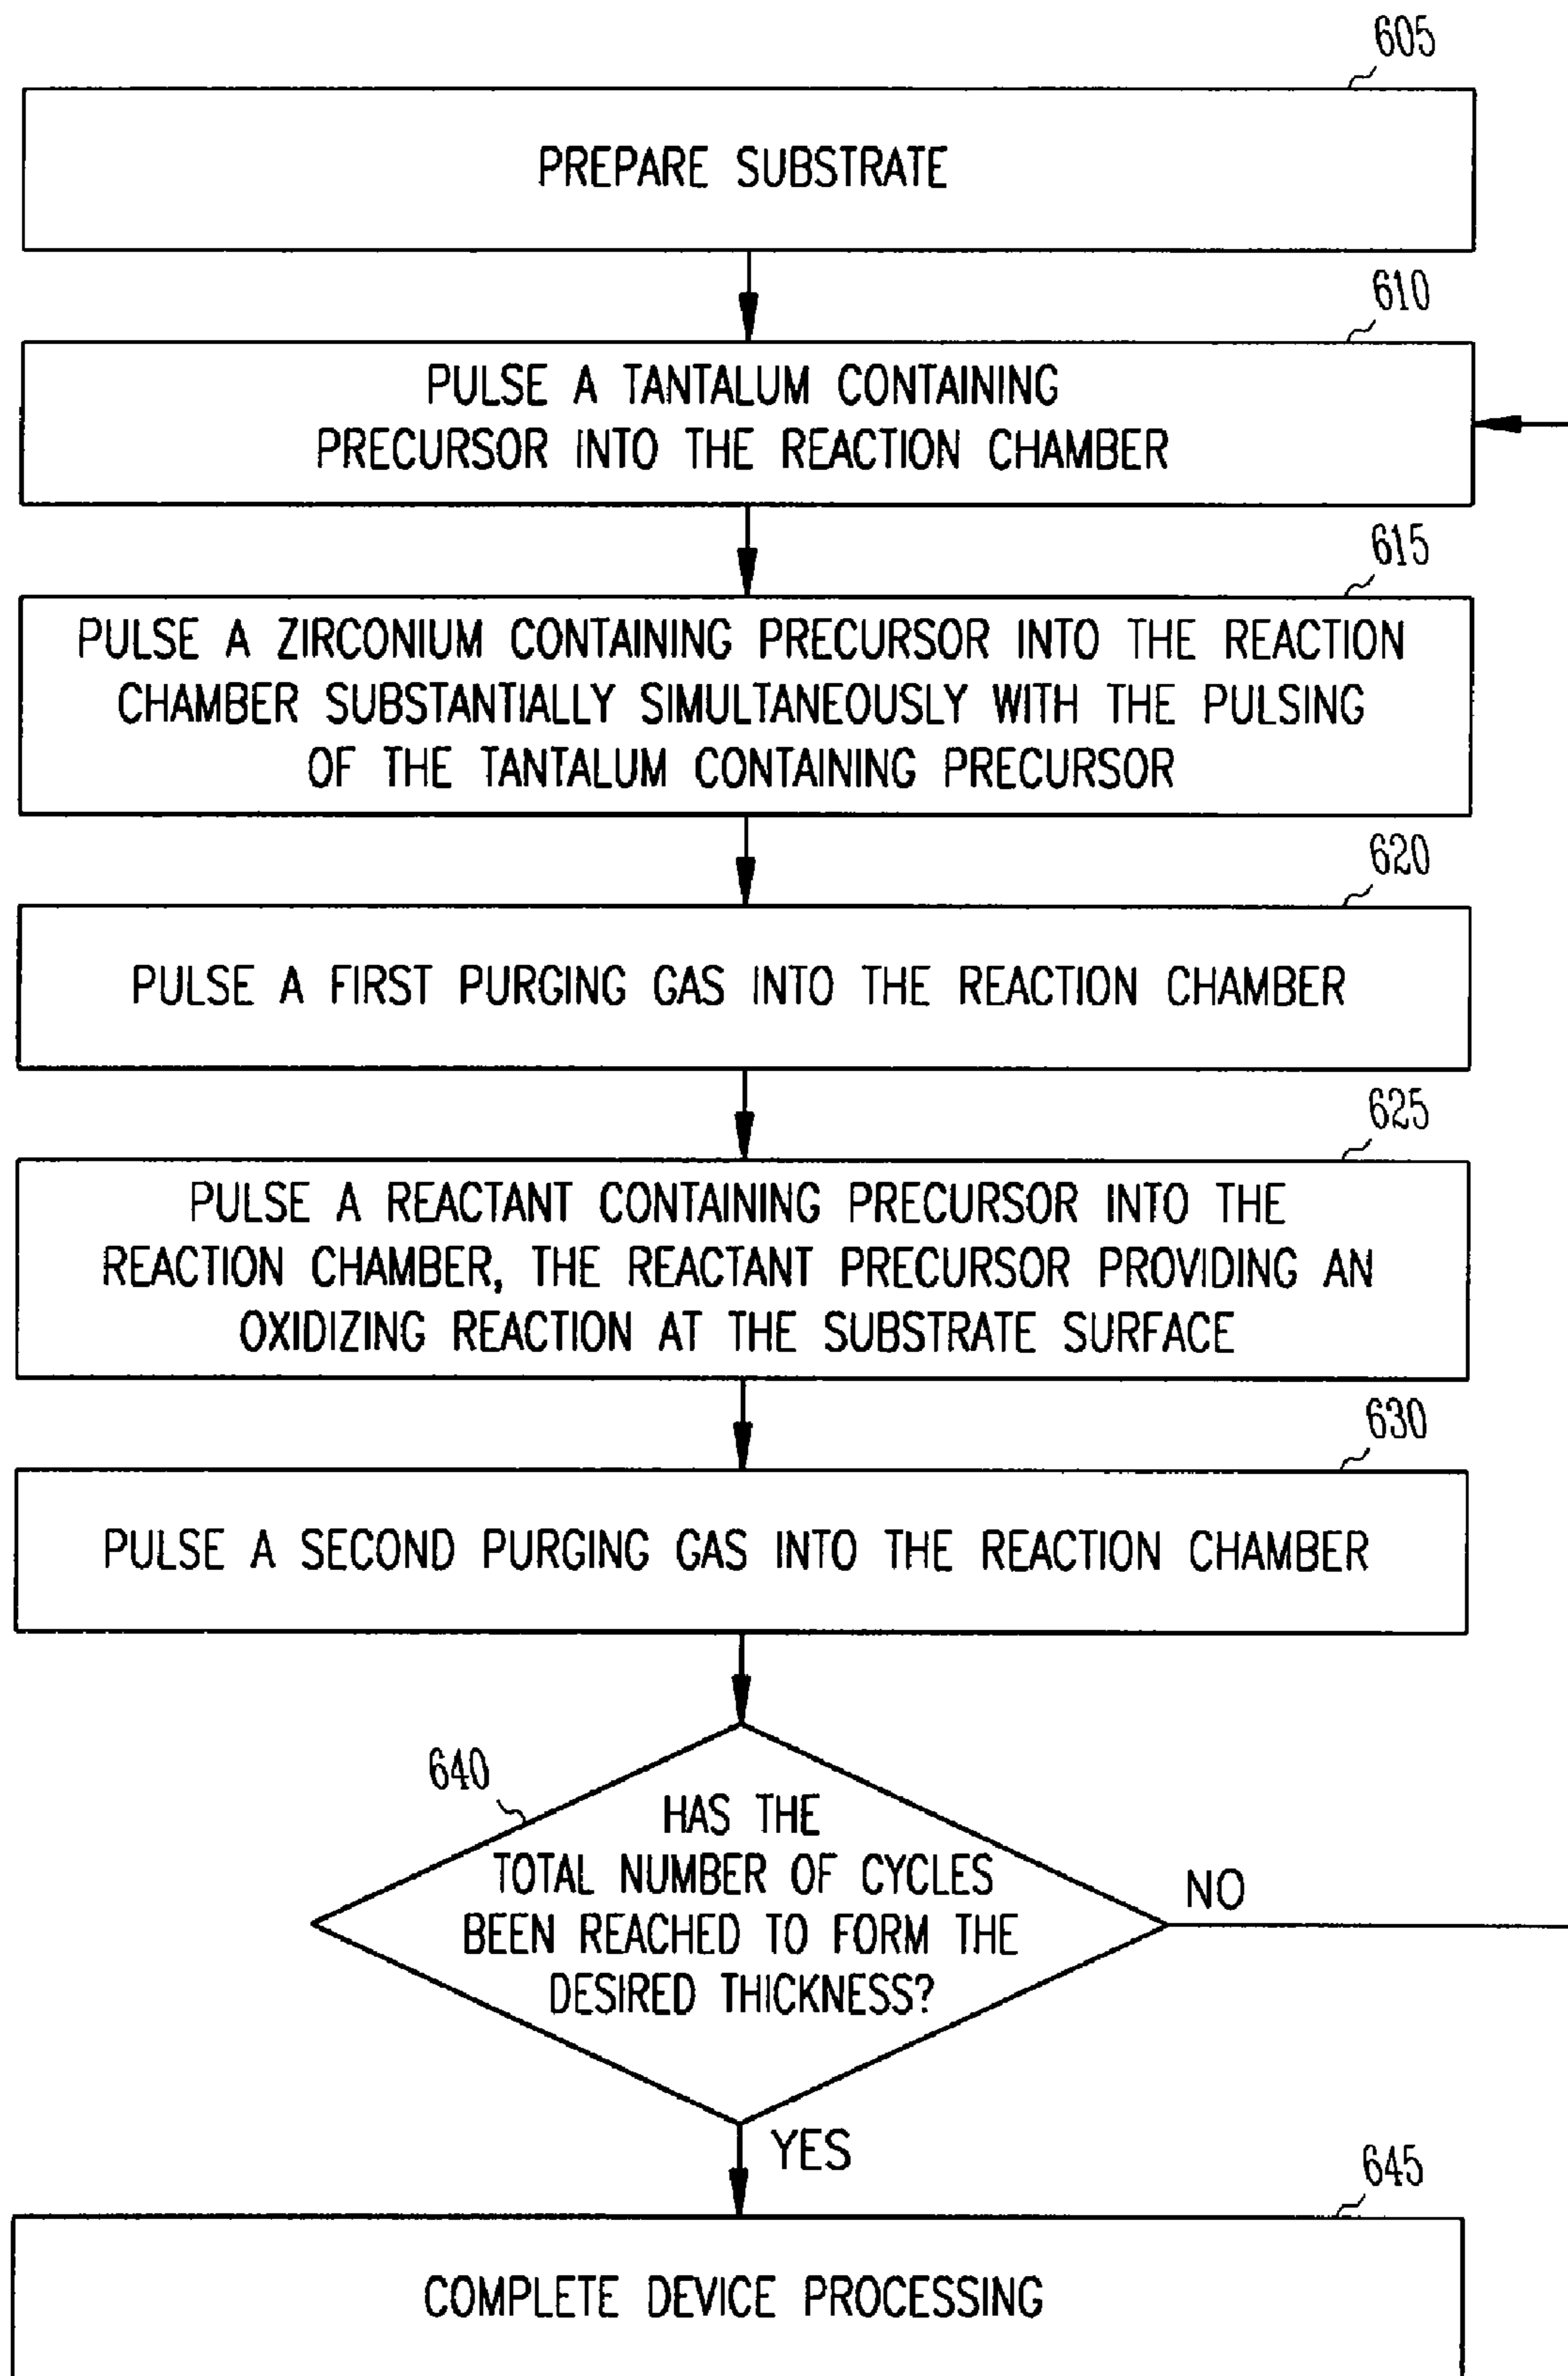 605
PREPARE SUBSTRATE
610
PULSE A TANTALUM CONTAINING
PRECURSOR INTO THE REACTION CHAMBER
615
PULSE A ZIRCONIUM CONTAINING PRECURSOR INTO THE REACTION
CHAMBER SUBSTANTIALLY SIMULTANEOUSLY WITH THE PULSING
OF THE TANTALUM CONTAINING PRECURSOR
620
PULSE A FIRST PURGING GAS INTO THE REACTION CHAMBER
625
PULSE A REACTANT CONTAINING PRECURSOR INTO THE
REACTION CHAMBER, THE REACTANT PRECURSOR PROVIDING AN
OXIDIZING REACTION AT THE SUBSTRATE SURFACE
630
PULSE A SECOND PURGING GAS INTO THE REACTION CHAMBER
640
HAS THE
TOTAL NUMBER OF CYCLES
BEEN REACHED TO FORM THE
DESIRED THICKNESS?
NO
YES
645
COMPLETE DEVICE PROCESSING